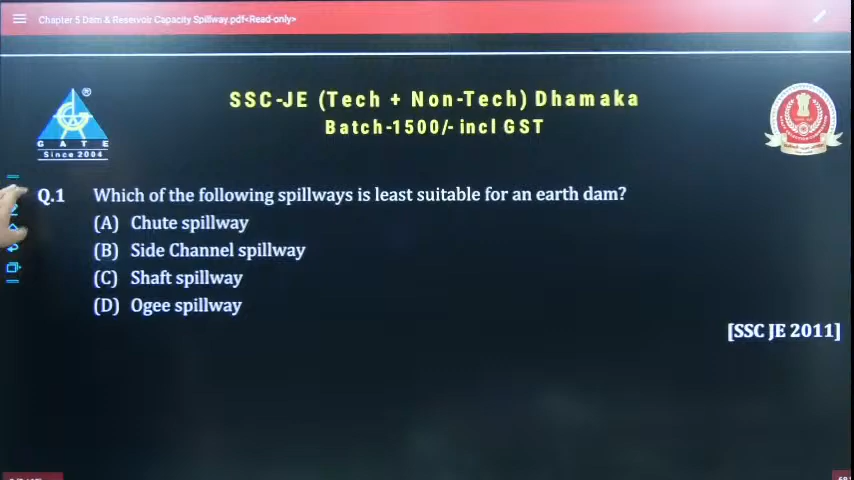 Chapter 5 Dam & Reservoir Capacity Spillway.pdf<Read-only>
SSC-JE (Tech + Non-Tech) Dhamaka
Batch-1500/- incl GST
®
GATE
Since 2004
Q.1 Which of the following spillways is least suitable for an earth dam?
(A) Chute spillway
(B) Side Channel spillway
(C) Shaft spillway
(D) Ogee spillway
[SSC JE 2011]